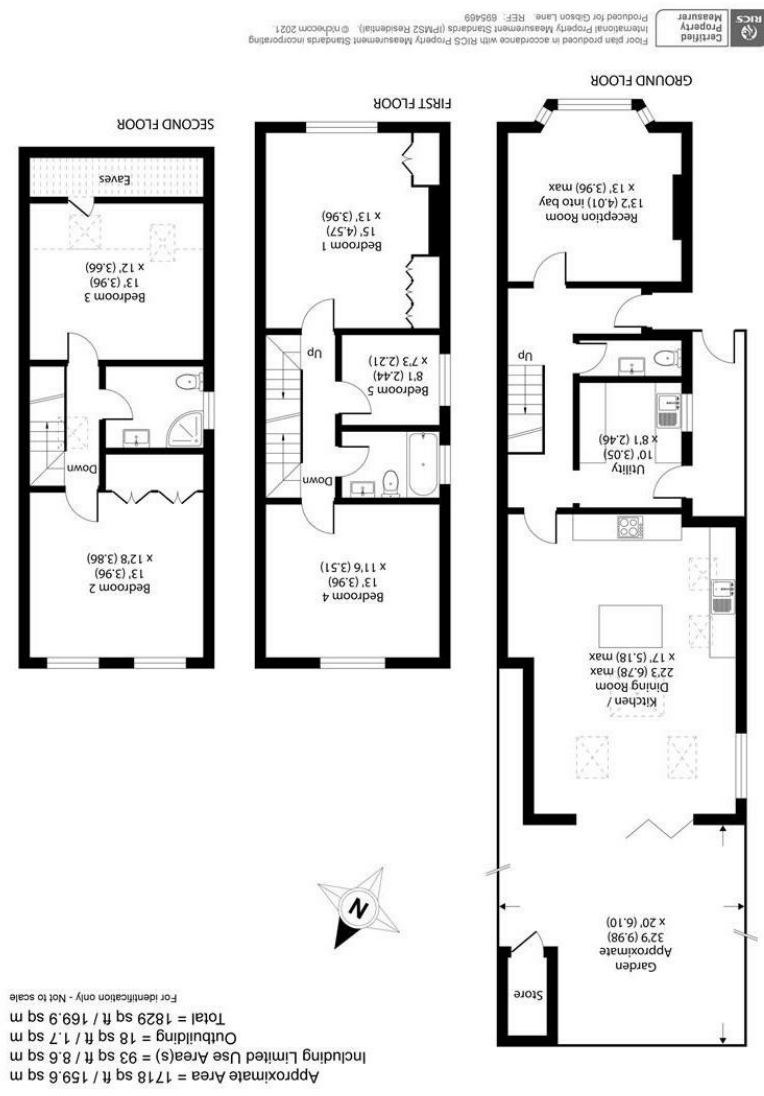 Approximate Area = 1718 sq ft / 159.6 sq m
Including Limited Use Area(s) = 93 sq ft / 8.6 sq m
Outbuilding = 18 sq ft / 1.7 sq m
Total = 1829 sq ft / 169.9 sq m
For identification only - Not to scale
N
Store
Garden
Approximate
32'9 (9.98)
x 20' (6.10)
Kitchen /
Dining Room
22'3 (6.78) max
x 17' (5.18) max
Utility
10' (3.05)
x 8'1 (2.46)
Up
Reception Room
13'2 (4.01) into bay
x 13' (3.96) max
GROUND FLOOR
Bedroom 4
13' (3.96)
x 11'6 (3.51)
Down
Bedroom 5
8'1 (2.44)
x 7'3 (2.21)
Up
Bedroom 1
15' (4.57)
x 13' (3.96)
FIRST FLOOR
Bedroom 2
13' (3.96)
x 12'8 (3.86)
Down
Bedroom 3
13' (3.96)
x 12' (3.66)
Eaves
SECOND FLOOR
RICS
Certified
Property
Measurer
Floor plan produced in accordance with RICS Property Measurement Standards incorporating
International Property Measurement Standards (IPMS2 Residential). ©nichecom 2021.
Produced for Gibson Lane. REF: 695469